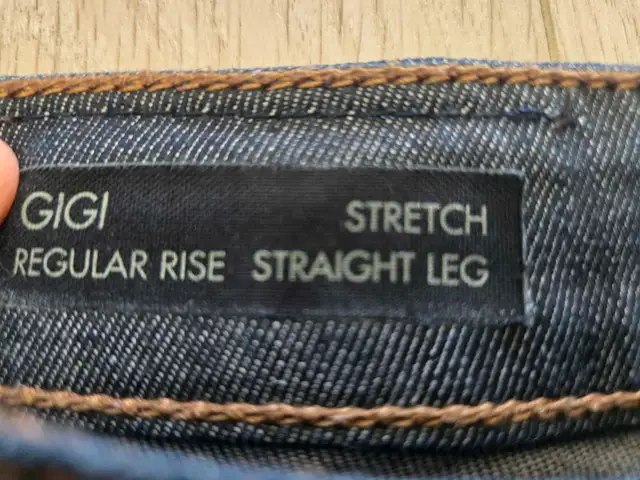 GIGI STRETCH
REGULAR RISE STRAIGHT LEG